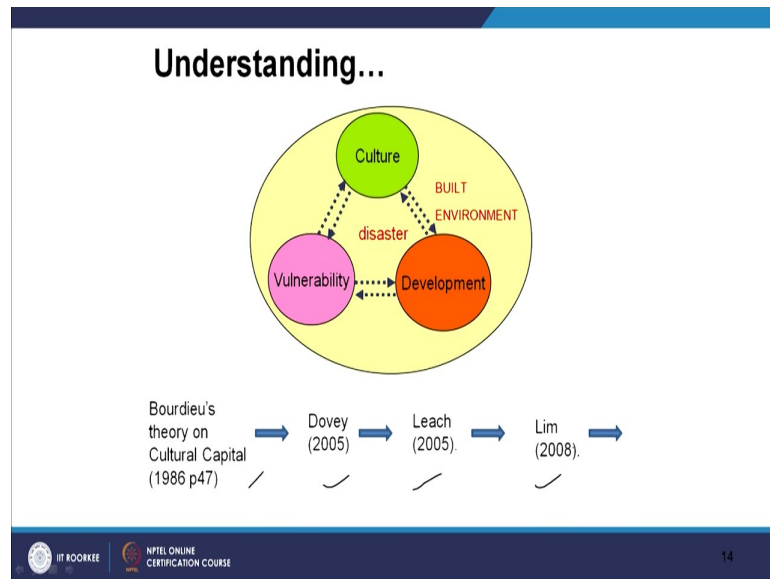 Understanding...
Culture
BUILT
ENVIRONMENT
disaster
Vulnerability
Development
Bourdieu's
theory on
Cultural Capital
(1986 p47)
Dovey
(2005)
Leach
(2005).
Lim
(2008).
IIT ROORKEE
NPTEL ONLINE
CERTIFICATION COURSE
14